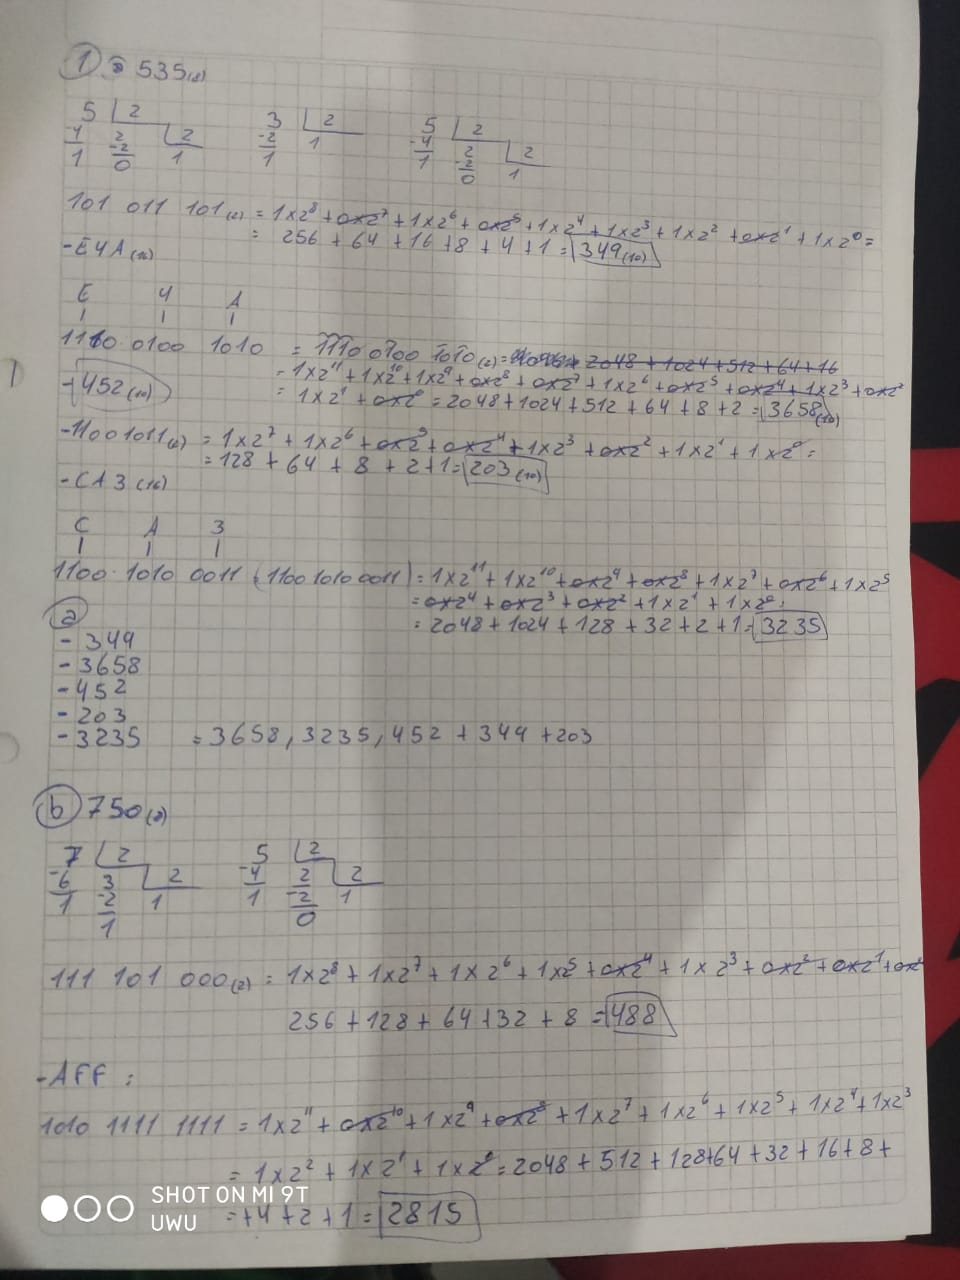 1) a 535(8)
5 | 2   3 | 2   5 | 2
4   2 | 2   -2   1   -4   2 | 2
1   -2   1   1   1   -2   1
0   0
101 011 101(2) = 1x2⁸ + 0x2⁷ + 1x2⁶ + 0x2⁵ + 1x2⁴ + 1x2³ + 1x2² + 0x2¹ + 1x2⁰ =
= 256 + 64 + 16 + 8 + 4 + 1 = 349(10)
- E4A(16)
E 4 A
1110 0100 1010 = 1110 0100 1010(2) = 2048 + 1024 + 512 + 64 + 16
= 1x2¹¹ + 1x2¹⁰ + 1x2⁹ + 0x2⁸ + 0x2⁷ + 1x2⁶ + 0x2⁵ + 0x2⁴ + 1x2³ + 0x2²
- 452(10)
= 1x2¹ + 0x2⁰ = 2048 + 1024 + 512 + 64 + 8 + 2 = 3658(10)
- 11001011(2) = 1x2⁷ + 1x2⁶ + 0x2⁵ + 0x2⁴ + 1x2³ + 0x2² + 1x2¹ + 1x2⁰ =
= 128 + 64 + 8 + 2 + 1 = 203(10)
- CA3(16)
C A 3
1100 · 1010 0011 (1100 1010 0011) = 1x2¹¹ + 1x2¹⁰ + 0x2⁹ + 0x2⁸ + 1x2⁷ + 0x2⁶ + 1x2⁵
= 0x2⁴ + 0x2³ + 0x2² + 1x2¹ + 1x2⁰ =
= 2048 + 1024 + 128 + 32 + 2 + 1 = 3235
a
- 349
- 3658
- 452
- 203
- 3235 = 3658, 3235, 452 + 349 + 203
b 750(8)
7 | 2   5 | 2
-6   3 | 2   -4   2 | 2
1   -2   1   1   -2   1
1   0
111 101 000(2) = 1x2⁸ + 1x2⁷ + 1x2⁶ + 1x2⁵ + 0x2⁴ + 1x2³ + 0x2² + 0x2¹ + 0x2
256 + 128 + 64 + 32 + 8 = 488
- AFF :
1010 1111 1111 = 1x2¹¹ + 0x2¹⁰ + 1x2⁹ + 0x2⁸ + 1x2⁷ + 1x2⁶ + 1x2⁵ + 1x2⁴ + 1x2³
= 1x2² + 1x2¹ + 1x2⁰ = 2048 + 512 + 128 + 64 + 32 + 16 + 8 +
= + 4 + 2 + 1 = 2815
SHOT ON MI 9T
UWU